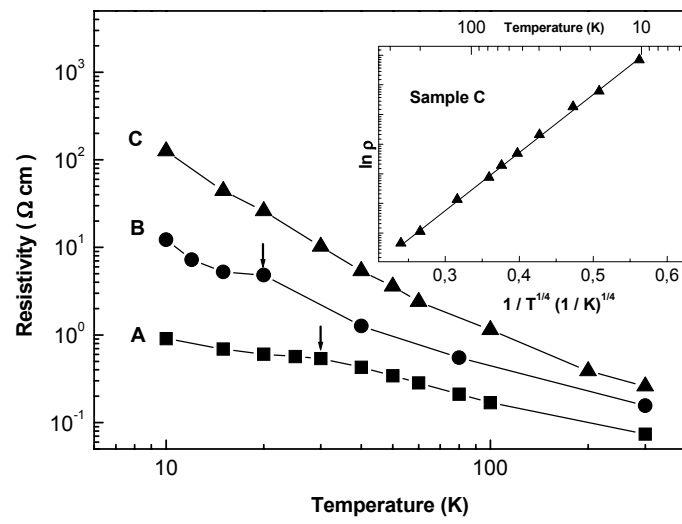 Temperature (K)
100
10
Sample C
ln ρ
0,3
0,4
0,5
0,6
1 / T^{1/4} (1 / K)^{1/4}
Resistivity ( Ω cm )
10^3
10^2
10^1
10^0
10^{-1}
C
B
A
10
100
Temperature (K)